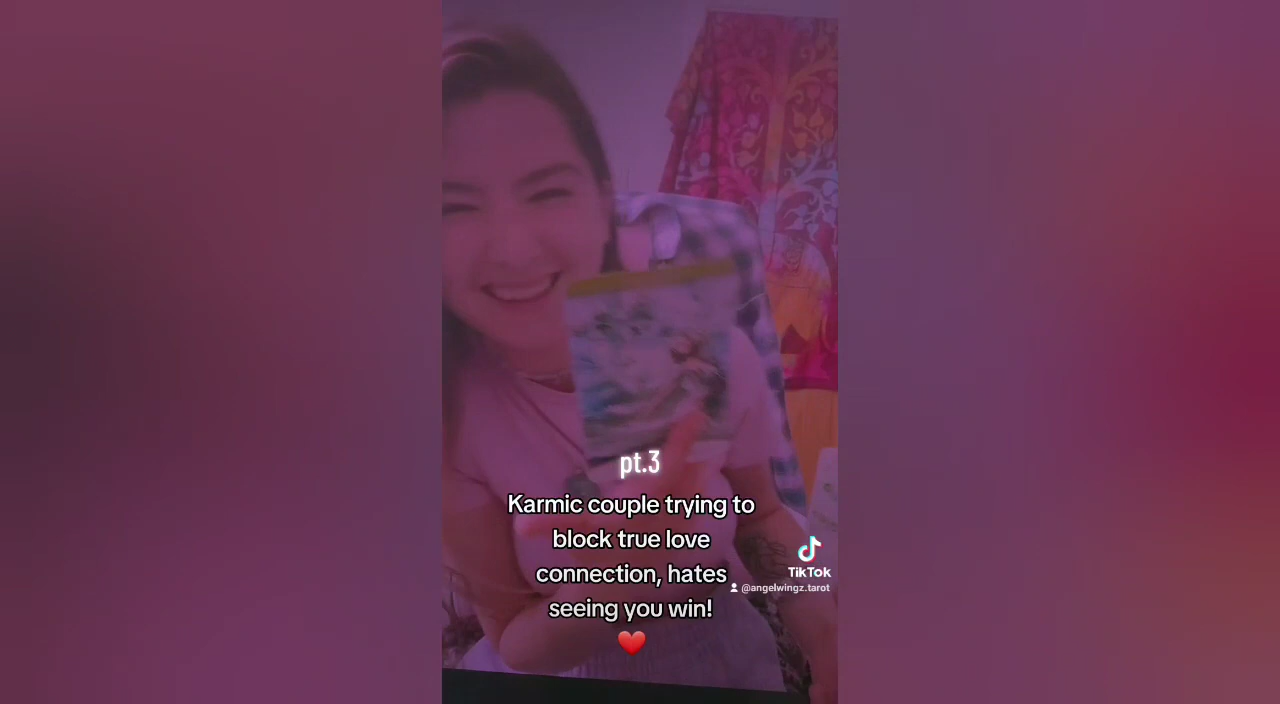 pt.3
Karmic couple trying to
block true love
connection, hates
seeing you win!
TikTok
@angelwingz.tarot